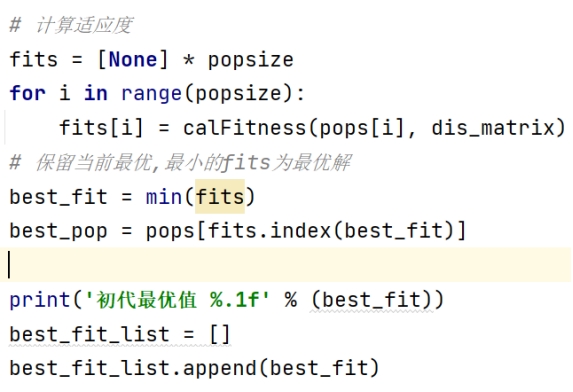 # 计算适应度
fits = [None] * popsize
for i in range(popsize):
    fits[i] = calFitness(pops[i], dis_matrix)
# 保留当前最优,最小的fits为最优解
best_fit = min(fits)
best_pop = pops[fits.index(best_fit)]
print('初代最优值 %.1f' % (best_fit))
best_fit_list = []
best_fit_list.append(best_fit)